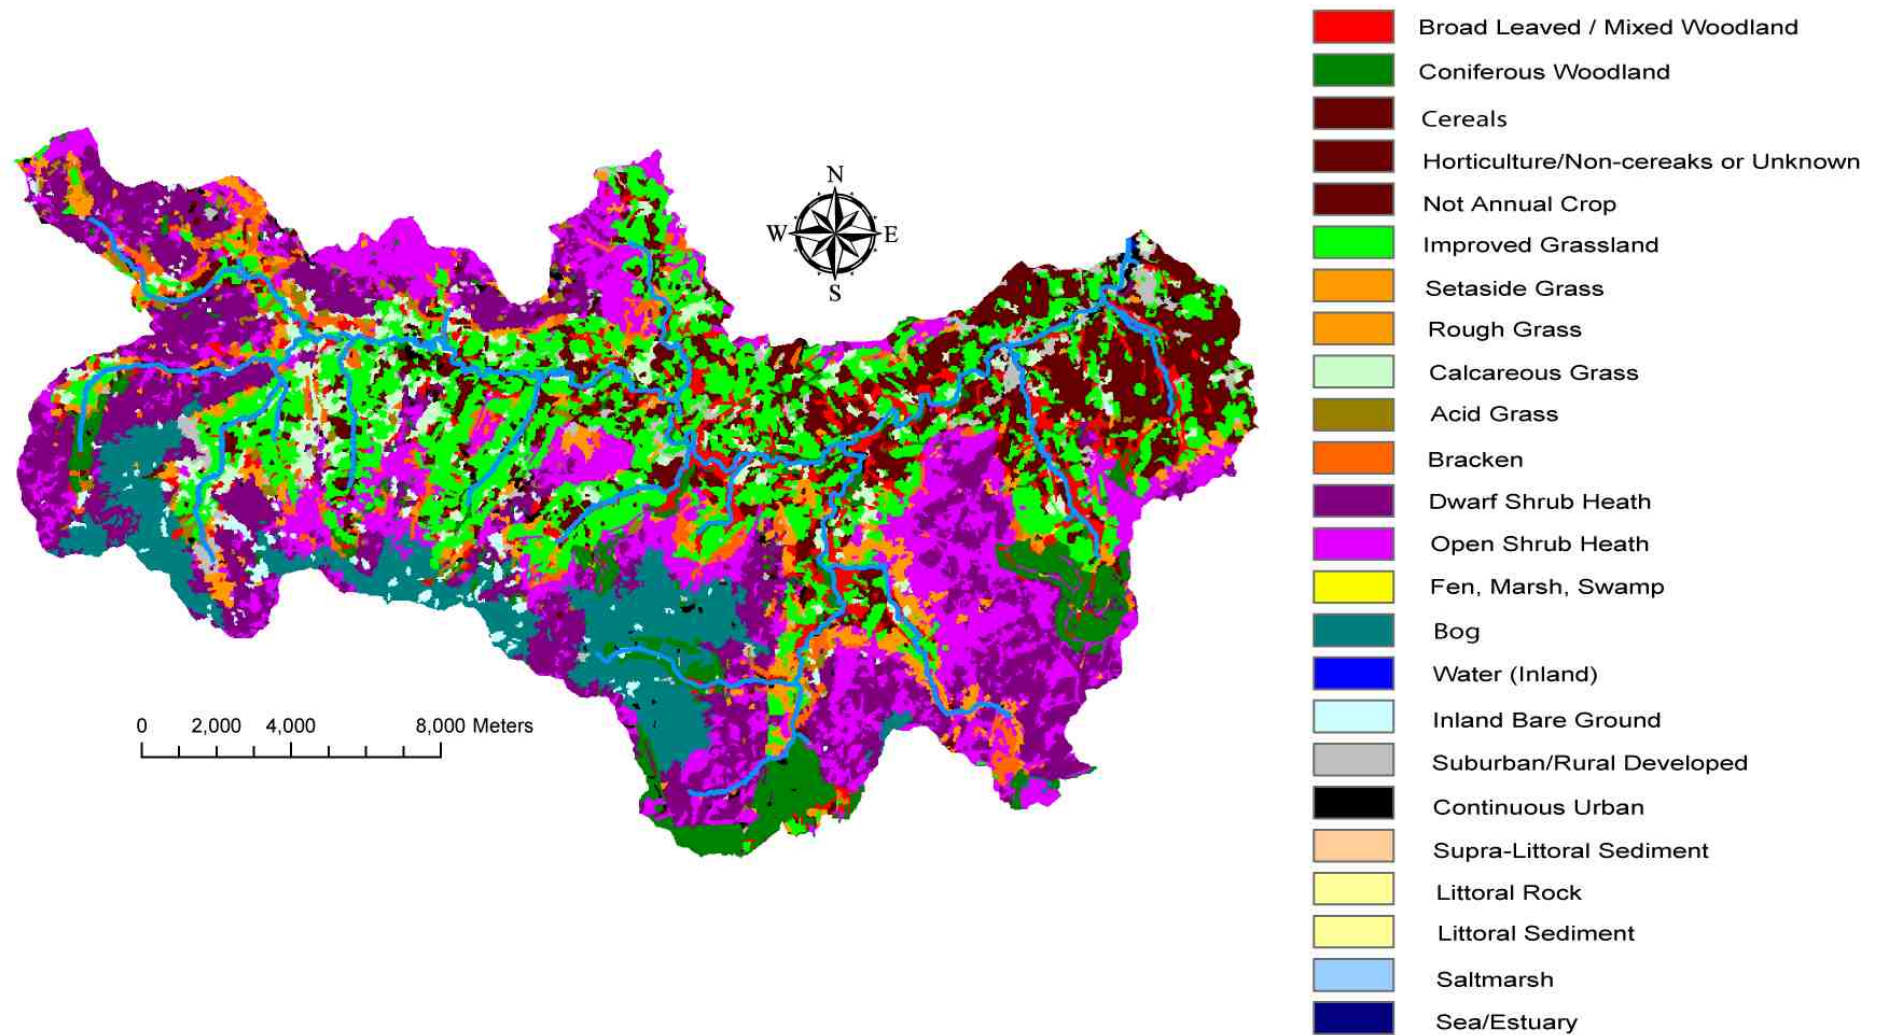 Broad Leaved / Mixed Woodland
Coniferous Woodland
Cereals
Horticulture/Non-cereaks or Unknown
Not Annual Crop
Improved Grassland
Setaside Grass
Rough Grass
Calcareous Grass
Acid Grass
Bracken
Dwarf Shrub Heath
Open Shrub Heath
Fen, Marsh, Swamp
Bog
Water (Inland)
Inland Bare Ground
Suburban/Rural Developed
Continuous Urban
Supra-Littoral Sediment
Littoral Rock
Littoral Sediment
Saltmarsh
Sea/Estuary
N
W E
S
0 2,000 4,000 8,000 Meters